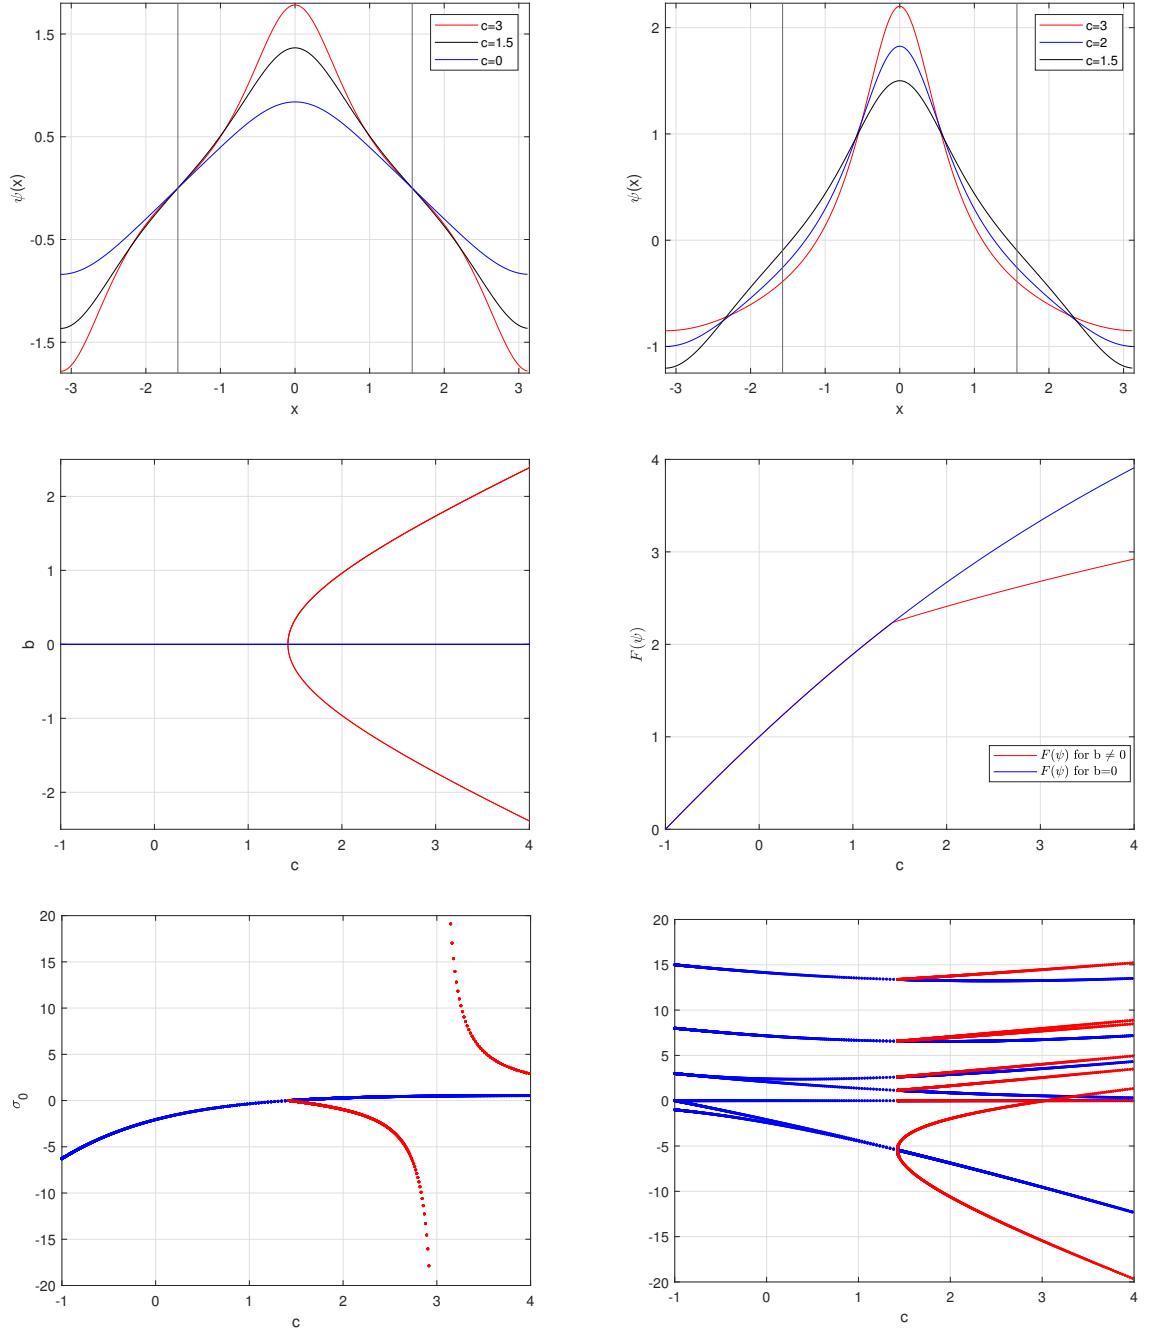 1.5
0.5
-0.5
-1.5
ψ(x)
c=3
c=1.5
c=0
-3 -2 -1 0 1 2 3
x
2
1
0
-1
ψ(x)
c=3
c=2
c=1.5
-3 -2 -1 0 1 2 3
x
2
1
0
-1
-2
b
-1 0 1 2 3 4
c
4
3
2
1
0
F(ψ)
F(ψ) for b ≠ 0
F(ψ) for b=0
-1 0 1 2 3 4
c
20
15
10
5
0
-5
-10
-15
-20
σ₀
-1 0 1 2 3 4
c
20
15
10
5
0
-5
-10
-15
-20
-1 0 1 2 3 4
c